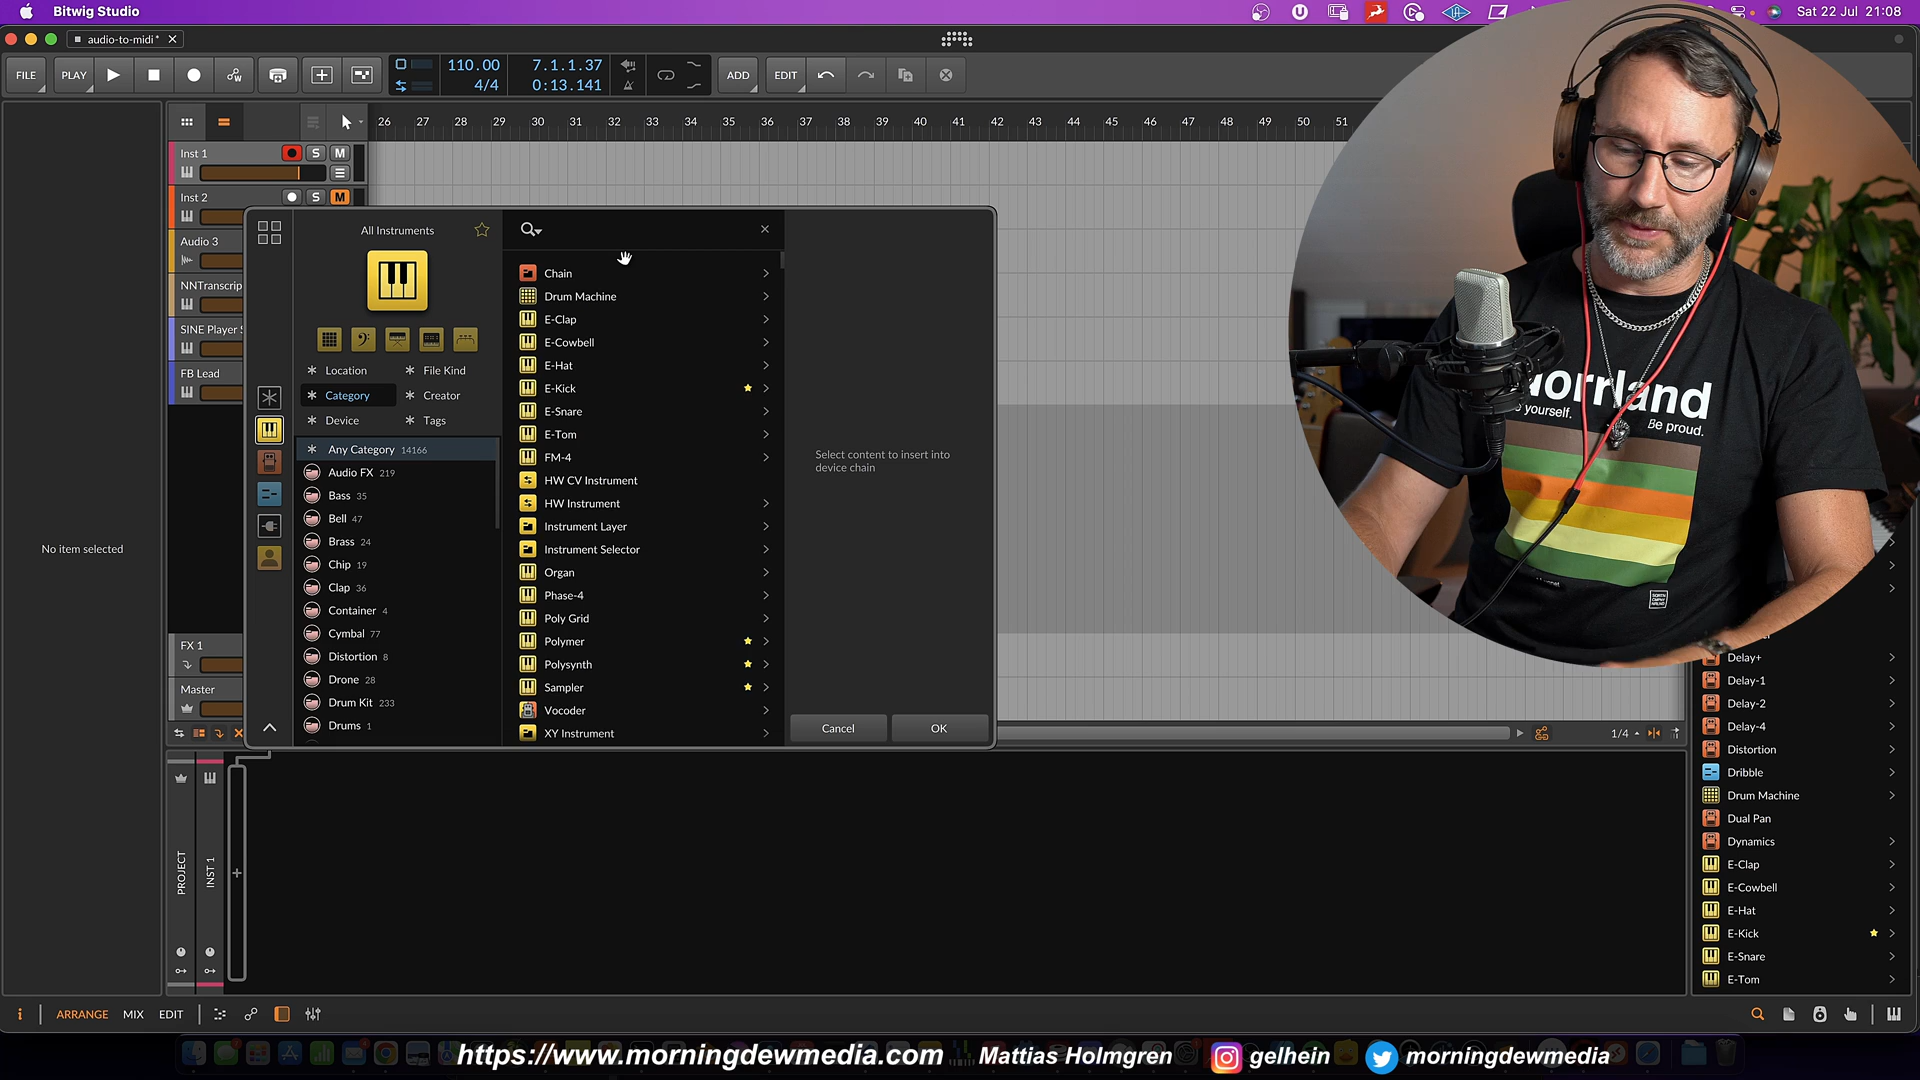 Bitwig Studio
Sat 22 Jul 21:08
audio-to-midi*
FILE
PLAY
110.00
4/4
7.1.1.37
0:13.141
ADD
EDIT
26 27 28 29 30 31 32 33 34 35 36 37 38 39 40 41 42 43 44 45 46 47 48 49 50 51
Inst 1
S M
Inst 2
S M
Audio 3
NNTranscrip
SINE Player S
FB Lead
FX 1
Master
No item selected
All Instruments
Location
File Kind
Category
Creator
Device
Tags
Any Category 14166
Audio FX 219
Bass 35
Bell 47
Brass 24
Chip 19
Clap 36
Container 4
Cymbal 77
Distortion 8
Drone 28
Drum Kit 233
Drums 1
Chain
Drum Machine
E-Clap
E-Cowbell
E-Hat
E-Kick
E-Snare
E-Tom
FM-4
HW CV Instrument
HW Instrument
Instrument Layer
Instrument Selector
Organ
Phase-4
Poly Grid
Polymer
Polysynth
Sampler
Vocoder
XY Instrument
Select content to insert into
device chain
Cancel
OK
1/4
Delay+
Delay-1
Delay-2
Delay-4
Distortion
Dribble
Drum Machine
Dual Pan
Dynamics
E-Clap
E-Cowbell
E-Hat
E-Kick
E-Snare
E-Tom
PROJECT
INST 1
ARRANGE
MIX
EDIT
yourself.
Be proud.
https://www.morningdewmedia.com
Mattias Holmgren
gelhein
morningdewmedia